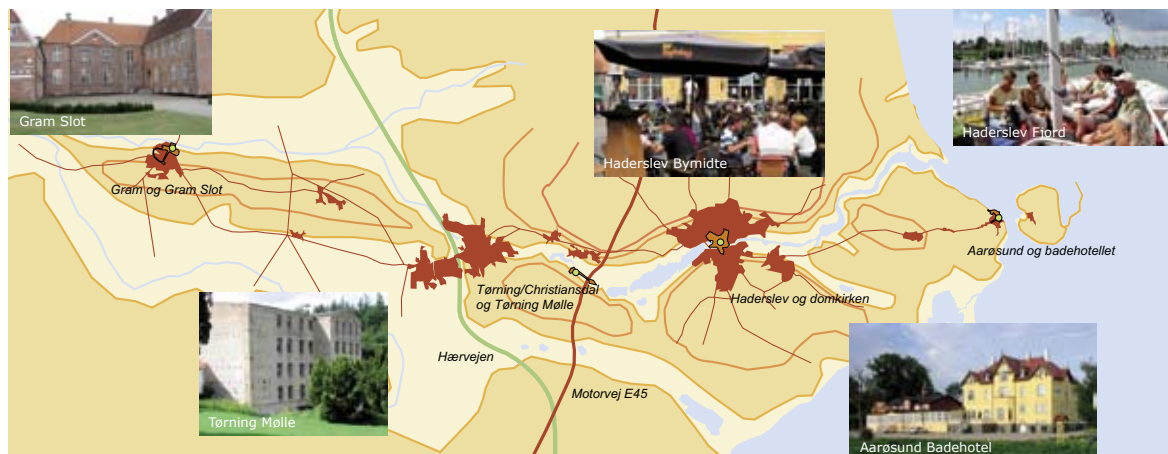 Gram Slot
Haderslev Bymidte
Haderslev Fjord
Gram og Gram Slot
Aarøsund og badehotellet
Tørning/Christiansdal
og Tørning Mølle
Haderslev og domkirken
Hærvejen
Motorvej E45
Tørning Mølle
Aarøsund Badehotel